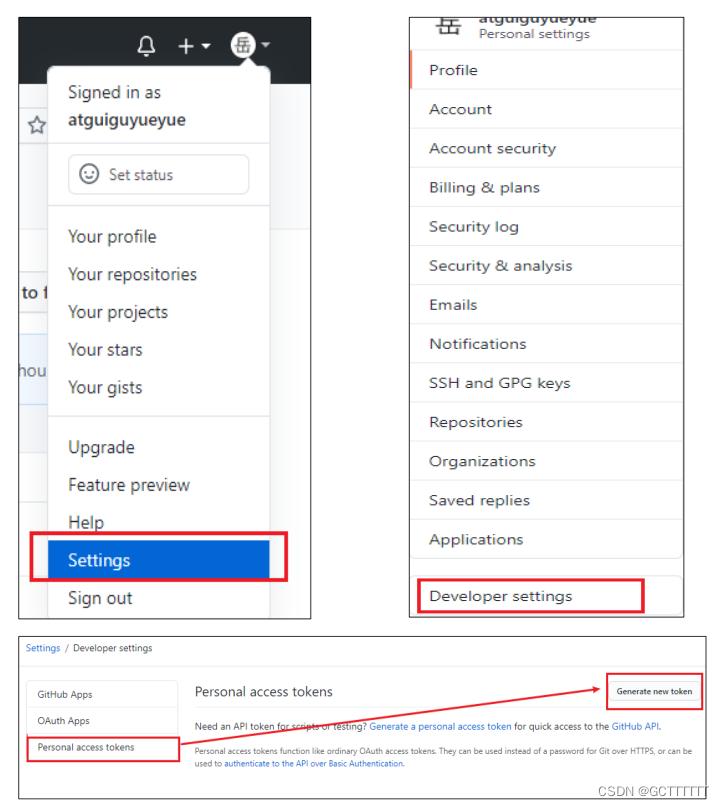 岳
Signed in as
atguiguyueyue
Set status
Your profile
Your repositories
to f
Your projects
Your stars
hou
Your gists
Upgrade
Feature preview
Help
Settings
Sign out
岳
atguiguyueyue
Personal settings
Profile
Account
Account security
Billing & plans
Security log
Security & analysis
Emails
Notifications
SSH and GPG keys
Repositories
Organizations
Saved replies
Applications
Developer settings
Settings / Developer settings
GitHub Apps
OAuth Apps
Personal access tokens
Personal access tokens
Generate new token
Need an API token for scripts or testing? Generate a personal access token for quick access to the GitHub API.
Personal access tokens function like ordinary OAuth access tokens. They can be used instead of a password for Git over HTTPS, or can be
used to authenticate to the API over Basic Authentication.
CSDN @GCTTTTTT